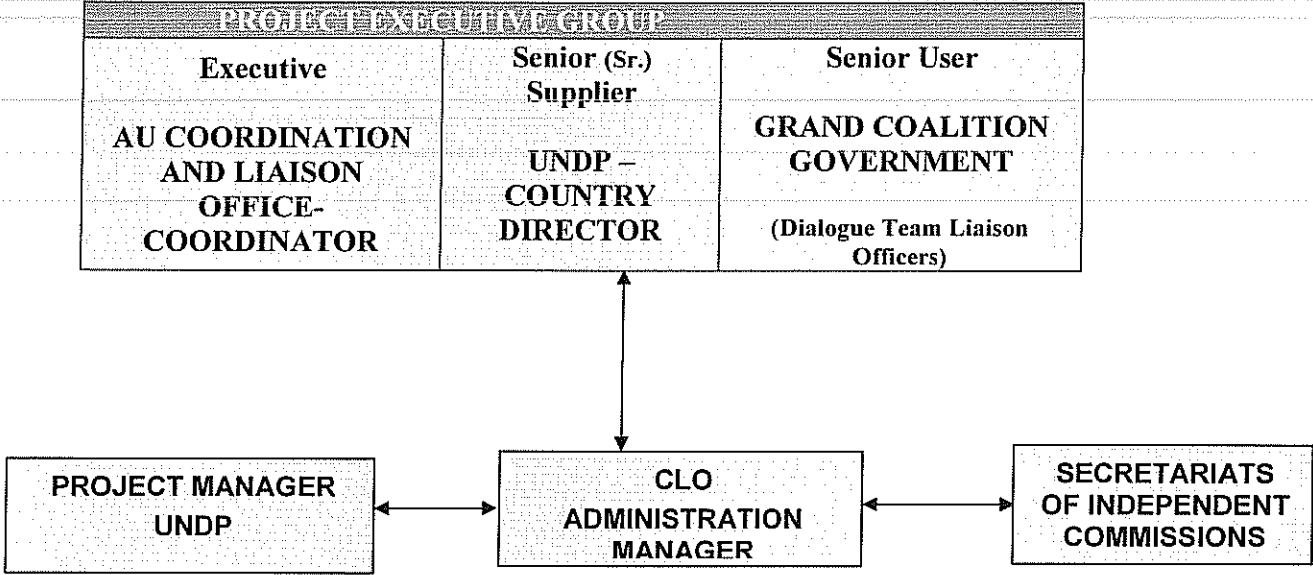 PROJECT EXECUTIVE GROUP
Executive
AU COORDINATION
AND LIAISON
OFFICE-
COORDINATOR
Senior (Sr.)
Supplier
UNDP –
COUNTRY
DIRECTOR
Senior User
GRAND COALITION
GOVERNMENT
(Dialogue Team Liaison
Officers)
PROJECT MANAGER
UNDP
CLO
ADMINISTRATION
MANAGER
SECRETARIATS
OF INDEPENDENT
COMMISSIONS